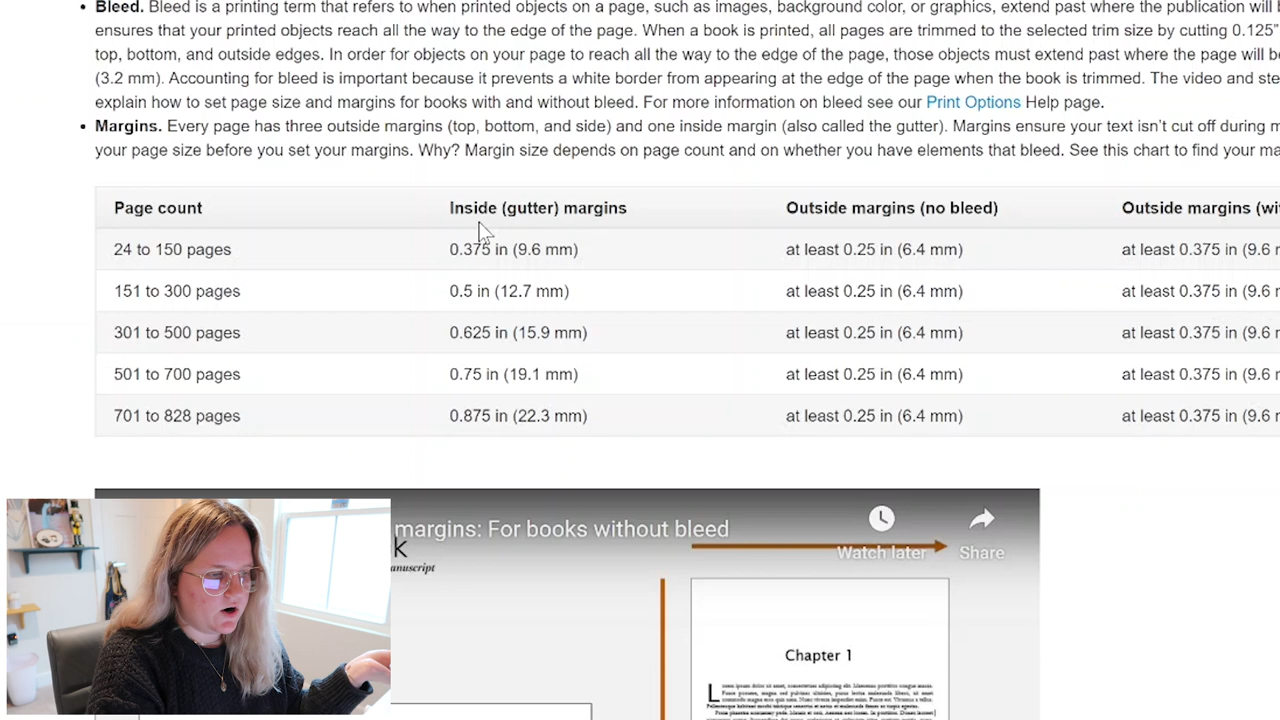 Bleed. Bleed is a printing term that refers to when printed objects on a page, such as images, background color, or graphics, extend past where the publication will
ensures that your printed objects reach all the way to the edge of the page. When a book is printed, all pages are trimmed to the selected trim size by cutting 0.125"
top, bottom, and outside edges. In order for objects on your page to reach all the way to the edge of the page, those objects must extend past where the page will
(3.2 mm). Accounting for bleed is important because it prevents a white border from appearing at the edge of the page when the book is trimmed. The video and
explain how to set page size and margins for books with and without bleed. For more information on bleed see our Print Options Help page.
Margins. Every page has three outside margins (top, bottom, and side) and one inside margin (also called the gutter). Margins ensure your text isn't cut off during
your page size before you set your margins. Why? Margin size depends on page count and on whether you have elements that bleed. See this chart to find your
Page count Inside (gutter) margins Outside margins (no bleed) Outside margins
24 to 150 pages 0.375 in (9.6 mm) at least 0.25 in (6.4 mm) at least 0.375 in (9.6
151 to 300 pages 0.5 in (12.7 mm) at least 0.25 in (6.4 mm) at least 0.375 in (9.6
301 to 500 pages 0.625 in (15.9 mm) at least 0.25 in (6.4 mm) at least 0.375 in (9.6
501 to 700 pages 0.75 in (19.1 mm) at least 0.25 in (6.4 mm) at least 0.375 in (9.6
701 to 828 pages 0.875 in (22.3 mm) at least 0.25 in (6.4 mm) at least 0.375 in (9.6
margins: For books without bleed
Watch later Share
k
anuscript
Chapter 1